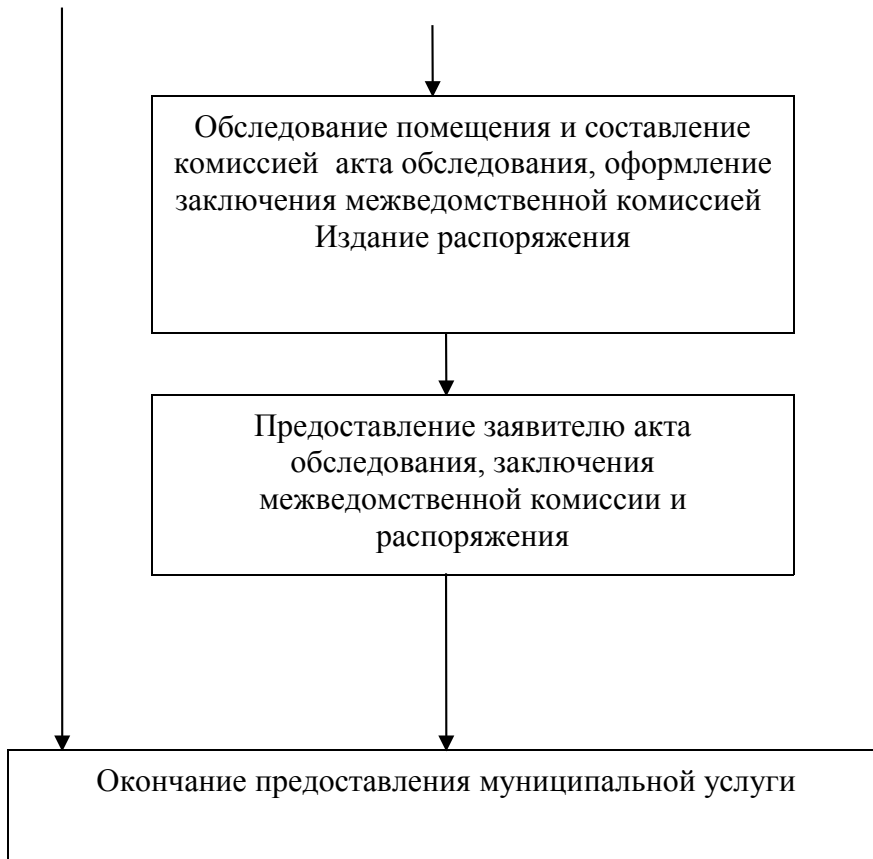 Обследование помещения и составление
комиссией акта обследования, оформление
заключения межведомственной комиссией
Издание распоряжения
Предоставление заявителю акта
обследования, заключения
межведомственной комиссии и
распоряжения
Окончание предоставления муниципальной услуги